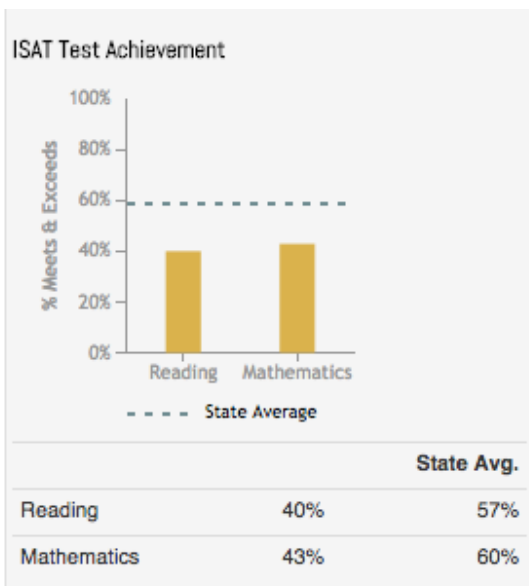 ISAT Test Achievement
100%
80%
60%
40%
20%
0%
% Meets & Exceeds
Reading Mathematics
State Average
State Avg.
Reading 40% 57%
Mathematics 43% 60%